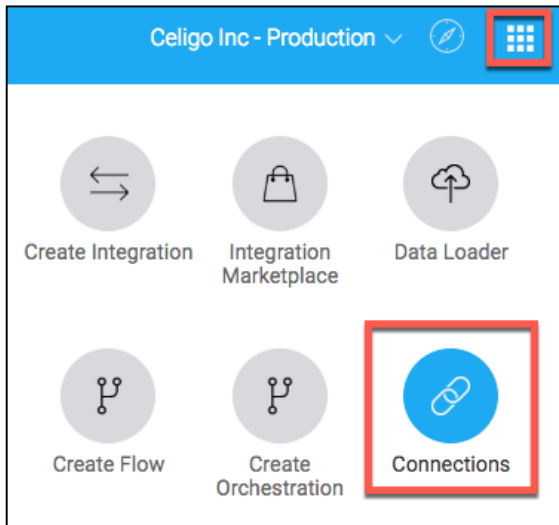 Celigo Inc - Production
Create Integration
Integration
Marketplace
Data Loader
Create Flow
Create
Orchestration
Connections